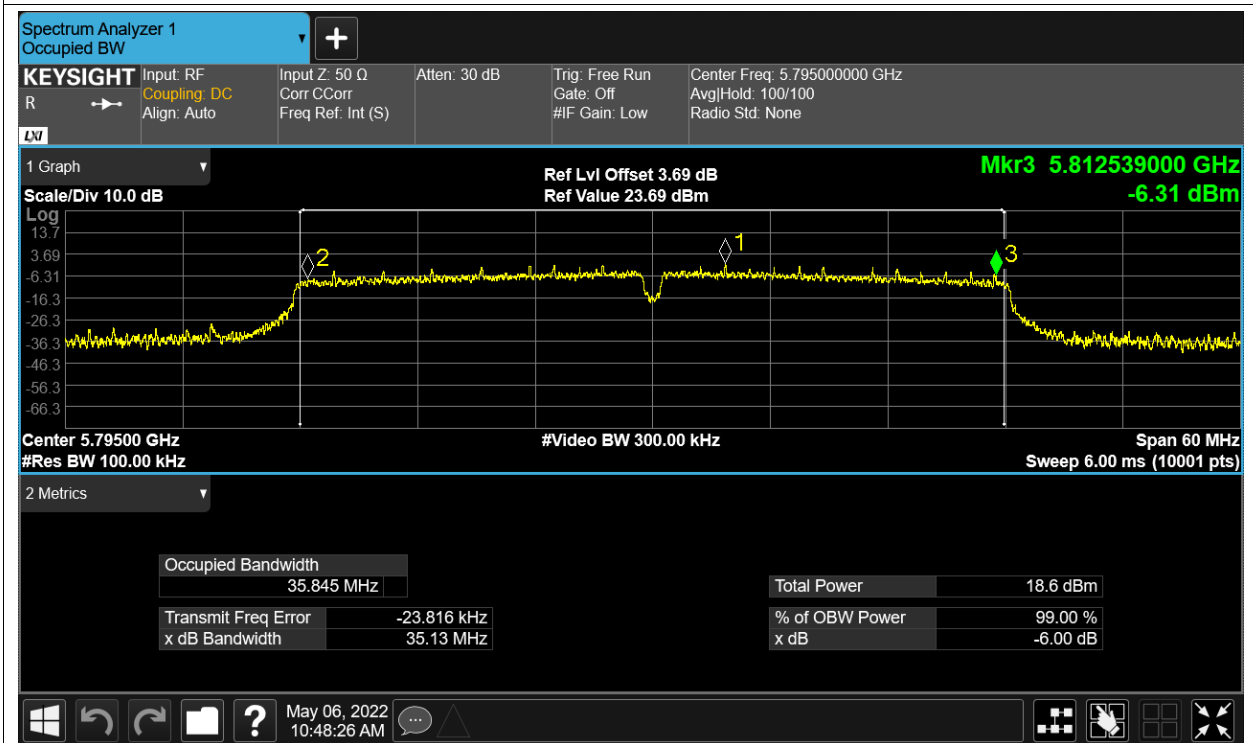 Spectrum Analyzer 1
Occupied BW
KEYSIGHT
R
LXI
Input: RF
Coupling: DC
Align: Auto
Input Z: 50 Ω
Corr CCorr
Freq Ref: Int (S)
Atten: 30 dB
Trig: Free Run
Gate: Off
#IF Gain: Low
Center Freq: 5.795000000 GHz
Avg|Hold: 100/100
Radio Std: None
1 Graph
Scale/Div 10.0 dB
Ref Lvl Offset 3.69 dB
Ref Value 23.69 dBm
Mkr3 5.812539000 GHz
-6.31 dBm
Log
13.7
3.69
-6.31
-16.3
-26.3
-36.3
-46.3
-56.3
-66.3
2
1
3
Center 5.79500 GHz
#Res BW 100.00 kHz
#Video BW 300.00 kHz
Span 60 MHz
Sweep 6.00 ms (10001 pts)
2 Metrics
Occupied Bandwidth
35.845 MHz
Transmit Freq Error -23.816 kHz
x dB Bandwidth 35.13 MHz
Total Power 18.6 dBm
% of OBW Power 99.00 %
x dB -6.00 dB
?
May 06, 2022
10:48:26 AM